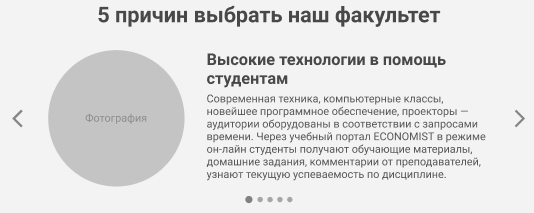 5 причин выбрать наш факультет
Высокие технологии в помощь
студентам
Фотография
Современная техника, компьютерные классы,
новейшее программное обеспечение, проекторы —
аудитории оборудованы в соответствии с запросами
времени. Через учебный портал ECONOMIST в режиме
он-лайн студенты получают обучающие материалы,
домашние задания, комментарии от преподавателей,
узнают текущую успеваемость по дисциплине.